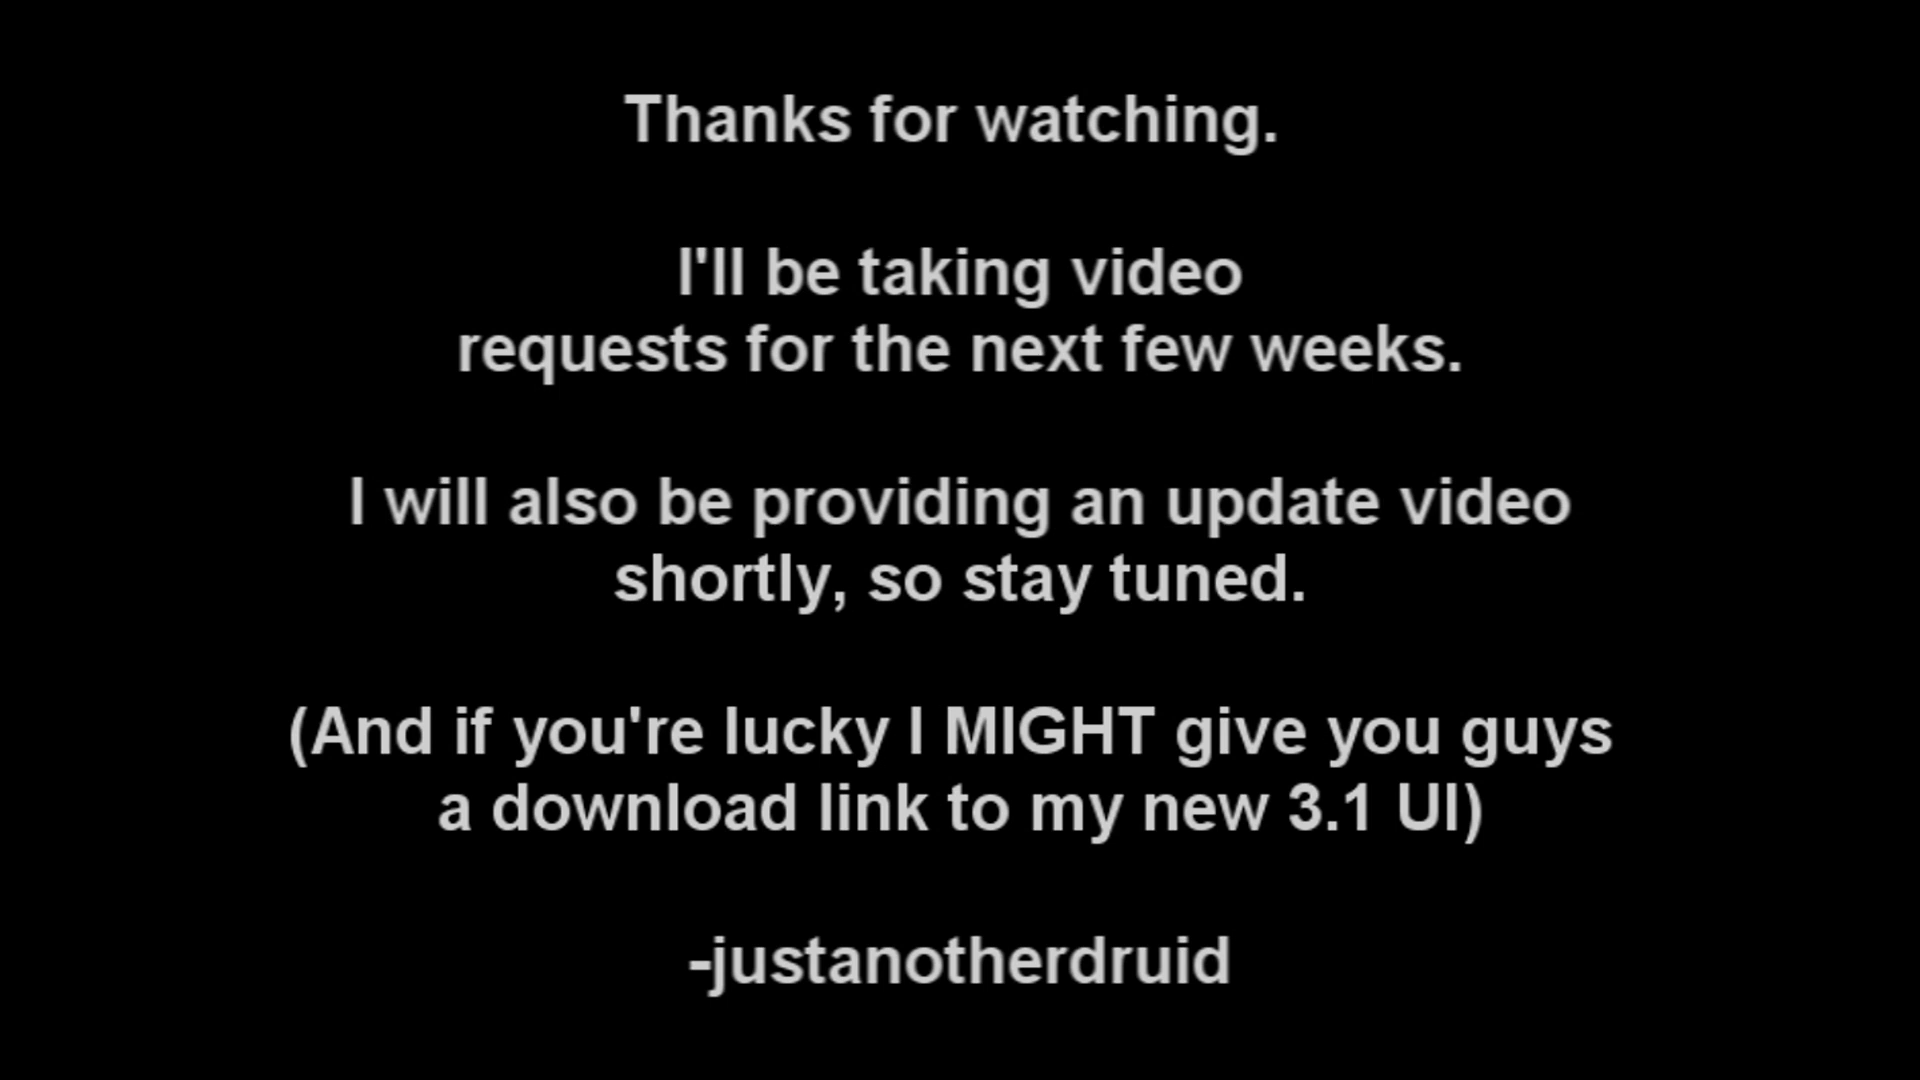 Thanks for watching.
I'll be taking video
requests for the next few weeks.
I will also be providing an update video
shortly, so stay tuned.
(And if you're lucky I MIGHT give you guys
a download link to my new 3.1 UI)
-justanotherdruid